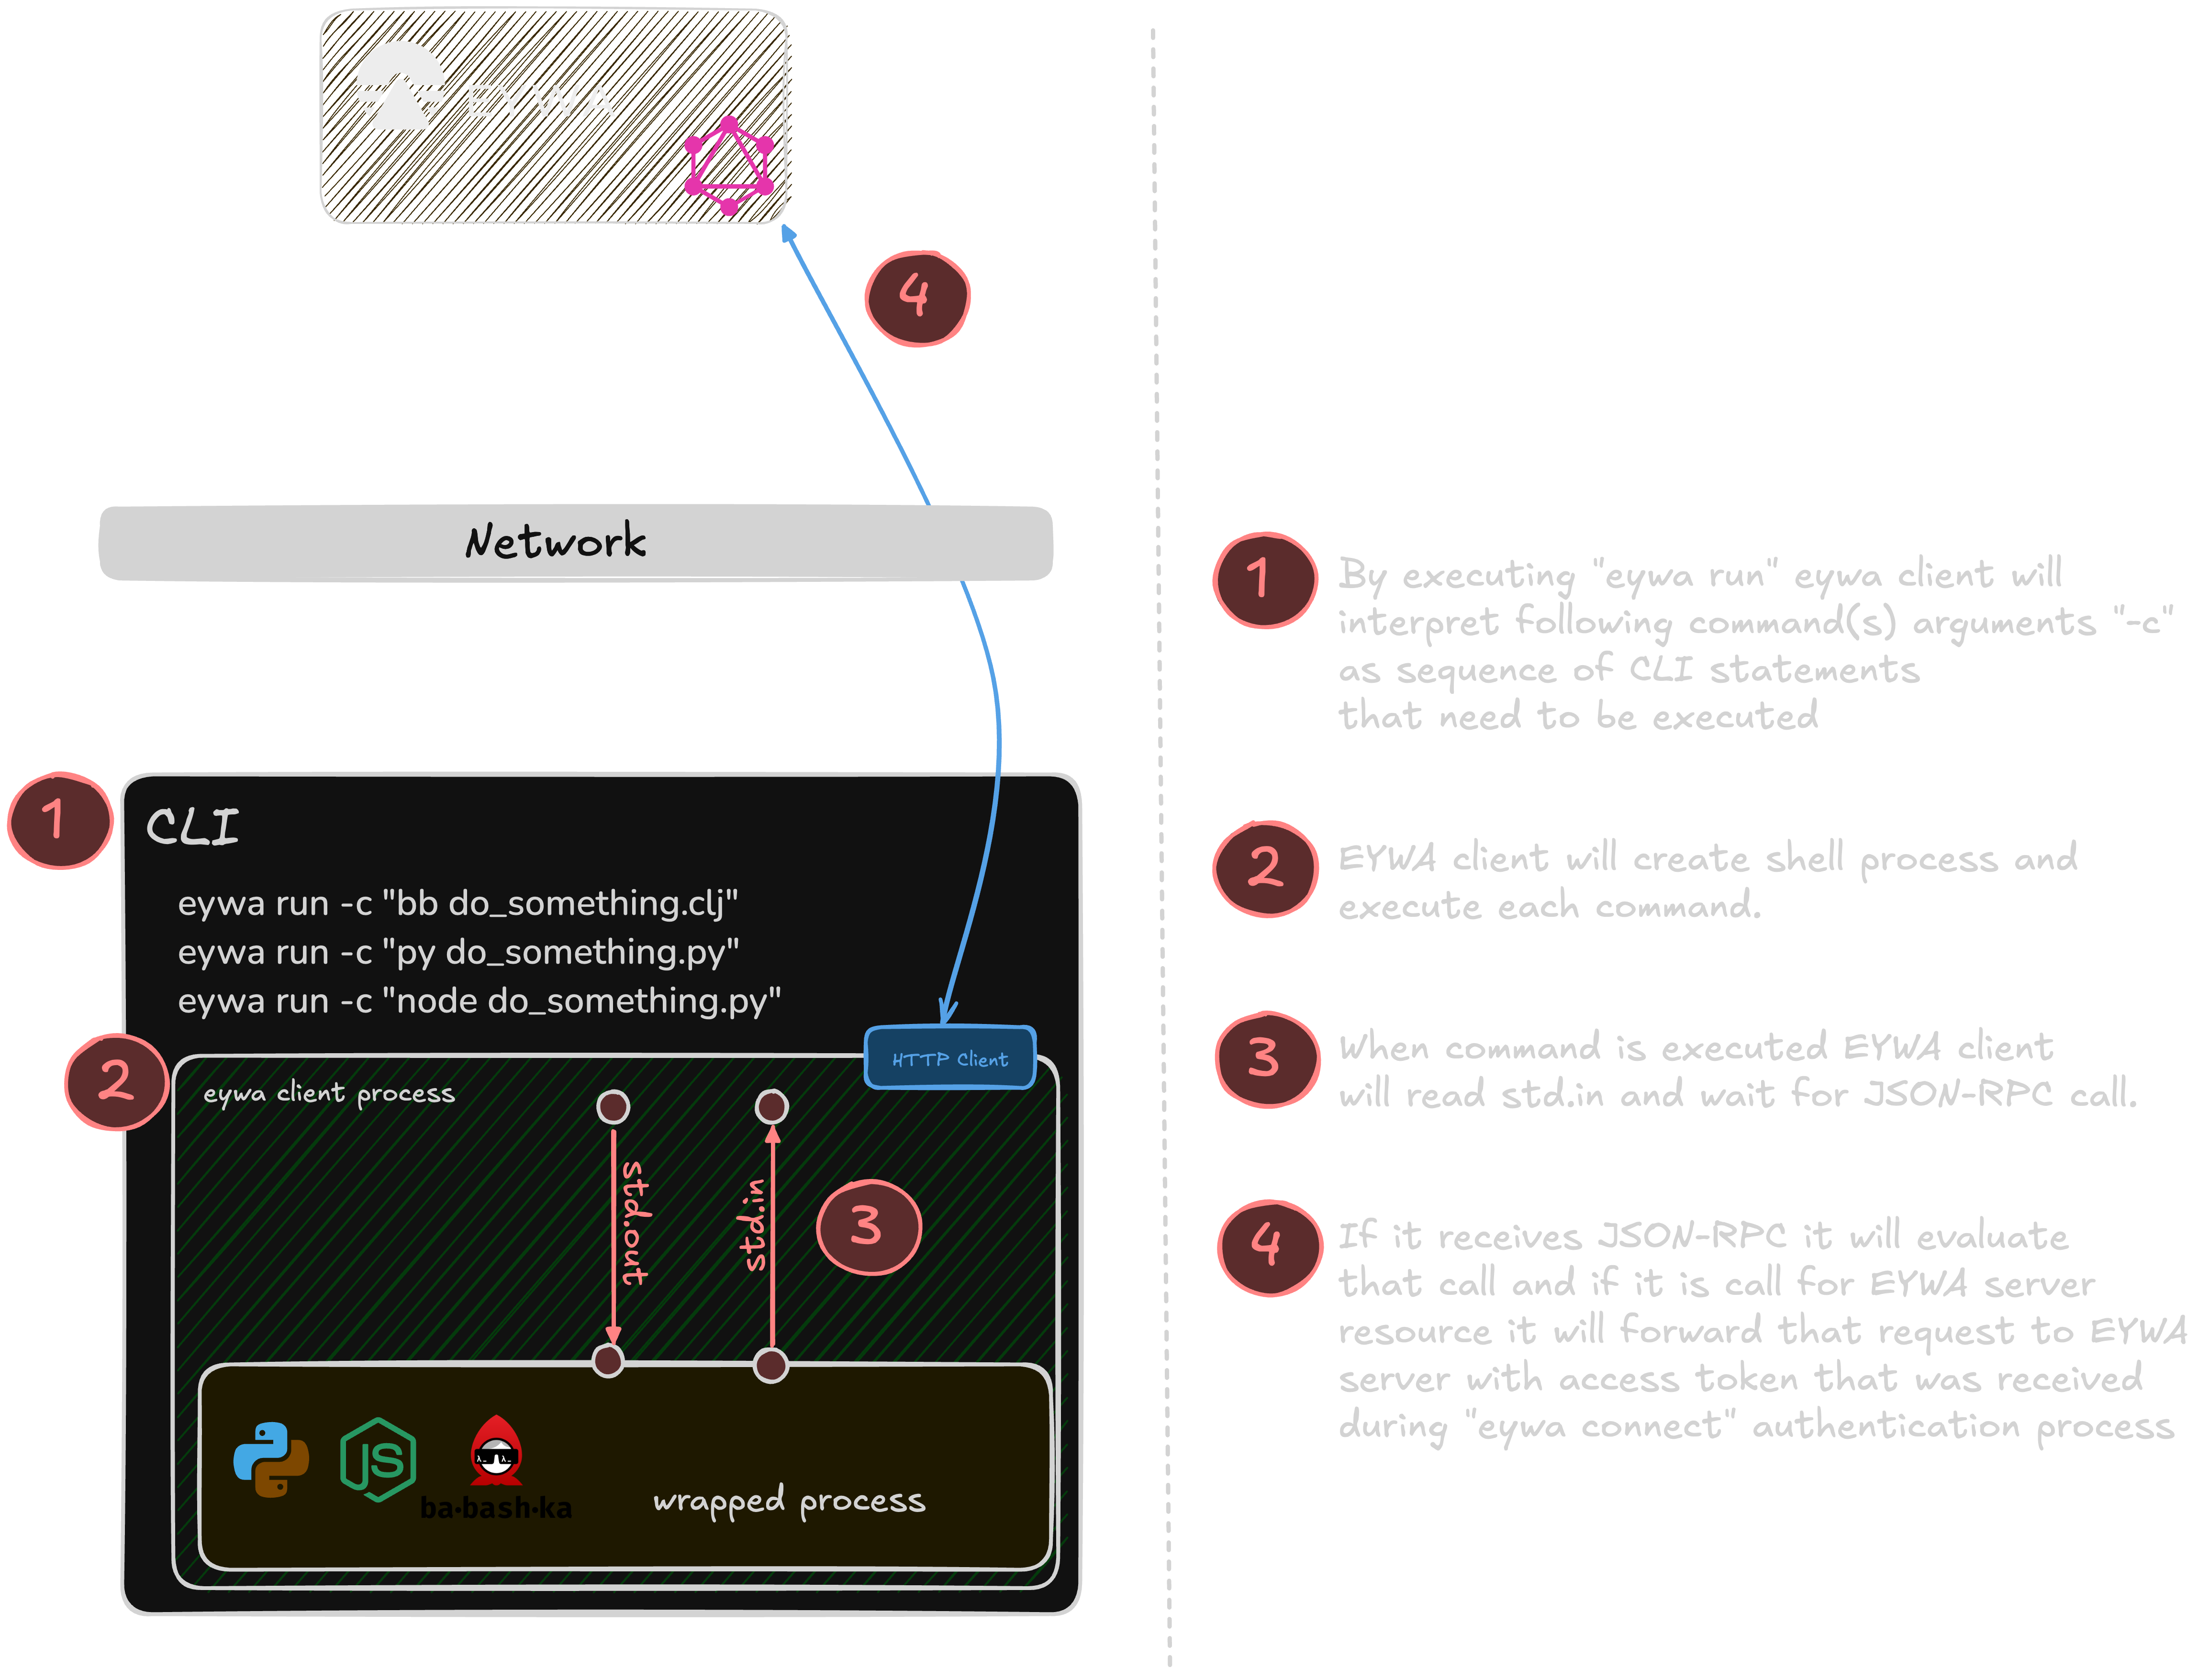 EYWA
4
Network
1
CLI
eywa run -c "bb do_something.clj"
eywa run -c "py do_something.py"
eywa run -c "node do_something.py"
2
HTTP Client
eywa client process
std.out
std.in
3
JS
ba·bash·ka
wrapped process
1
By executing "eywa run" eywa client will
interpret following command(s) arguments "-c"
as sequence of CLI statements
that need to be executed
2
EYWA client will create shell process and
execute each command.
3
When command is executed EYWA client
will read std.in and wait for JSON-RPC call.
4
If it receives JSON-RPC it will evaluate
that call and if it is call for EYWA server
resource it will forward that request to EYWA
server with access token that was received
during "eywa connect" authentication process